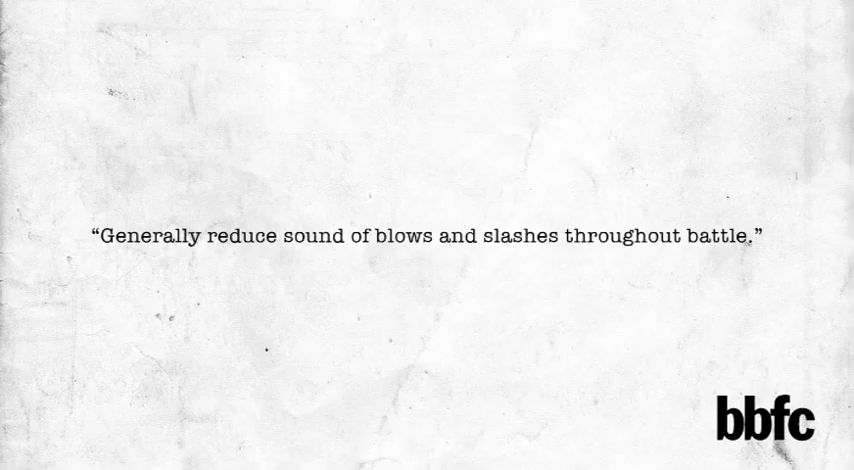 “Generally reduce sound of blows and slashes throughout battle.”
bbfc